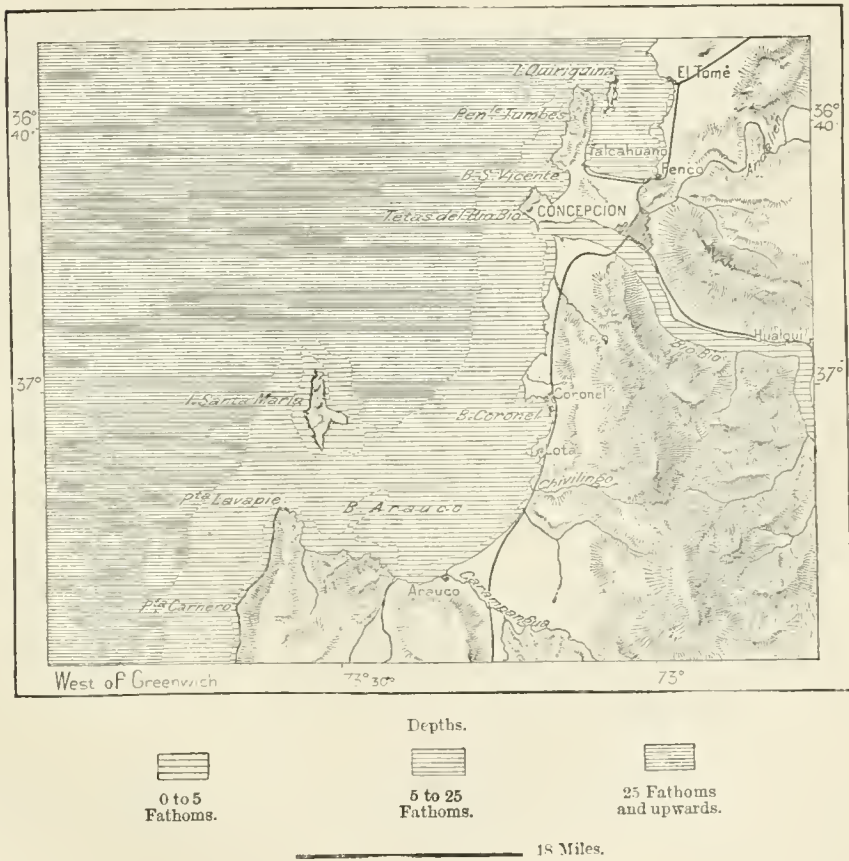 I. Quiriquina
El Tomé
36°
40'
36°
40'
Penla Tumbes
Talcahuano
Andalien
B. S. Vicente
Penco
Tetas del Bio Bio
CONCEPCION
Hualqui
Bio Bio
37°
37°
I. Santa Maria
Coronel
B. Coronel
Lota
Chivilingo
Pta Lavapie
B. Arauco
Pta Carnero
Arauco
Carampangue
West of Greenwich
73°30'
73°
Depths.
0 to 5
Fathoms.
5 to 25
Fathoms.
25 Fathoms
and upwards.
18 Miles.